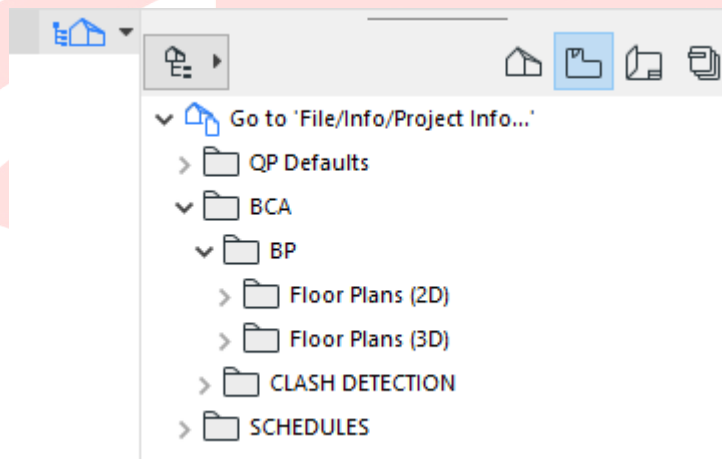 Go to 'File/Info/Project Info...'
QP Defaults
BCA
BP
Floor Plans (2D)
Floor Plans (3D)
CLASH DETECTION
SCHEDULES